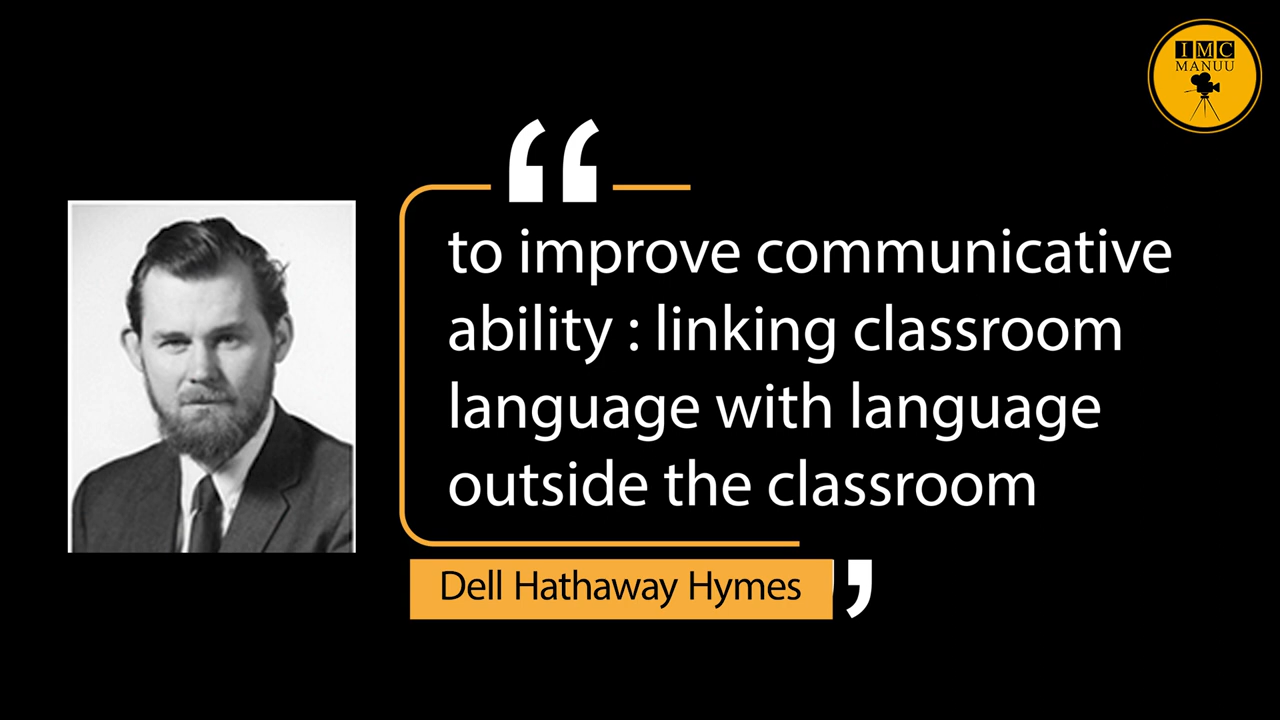 IMC
MANUU
“
to improve communicative
ability : linking classroom
language with language
outside the classroom
Dell Hathaway Hymes